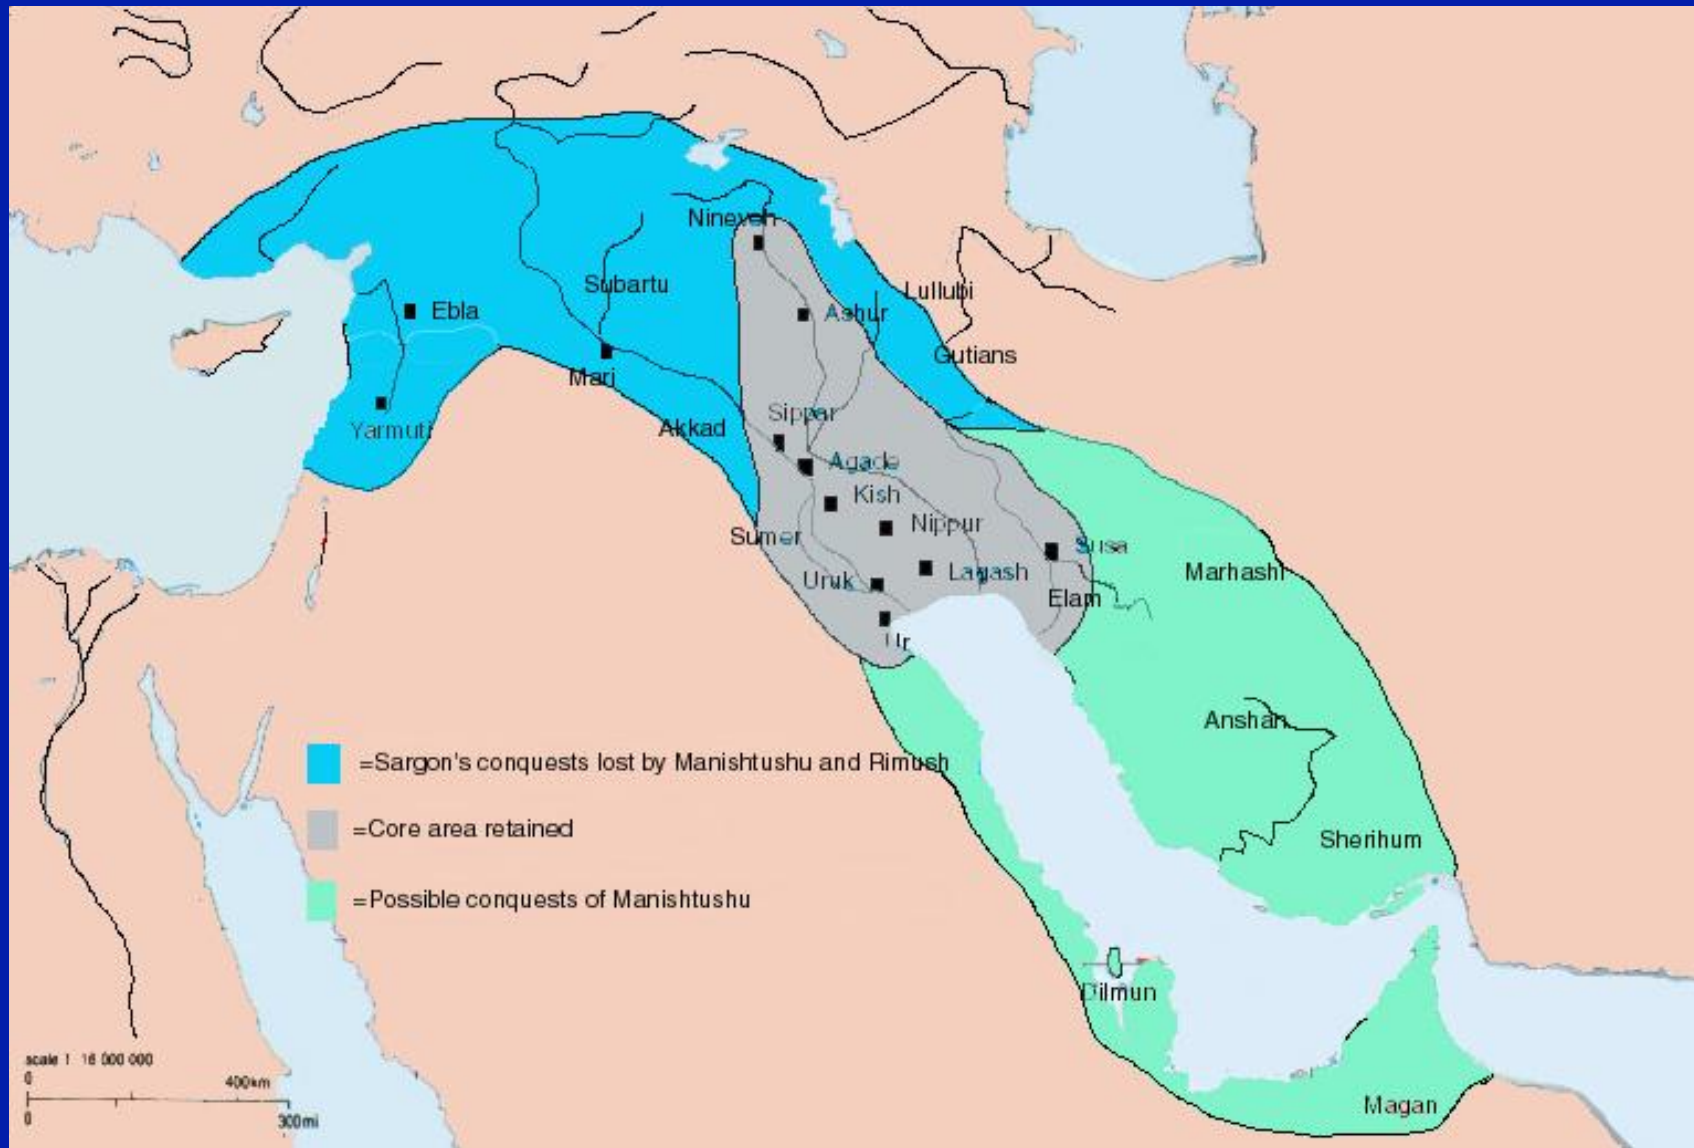 Nineveh
Subartu
Lullubi
Ebla
Ashur
Gutians
Mari
Sippar
Yarmuti
Akkad
Agade
Kish
Nippur
Sumer
Susa
Lagash
Marhashi
Uruk
Elam
Ur
Anshan
=Sargon's conquests lost by Manishtushu and Rimush
=Core area retained
Sherihum
=Possible conquests of Manishtushu
Dilmun
scale 1 16 000 000
0
400km
0
300mi
Magan